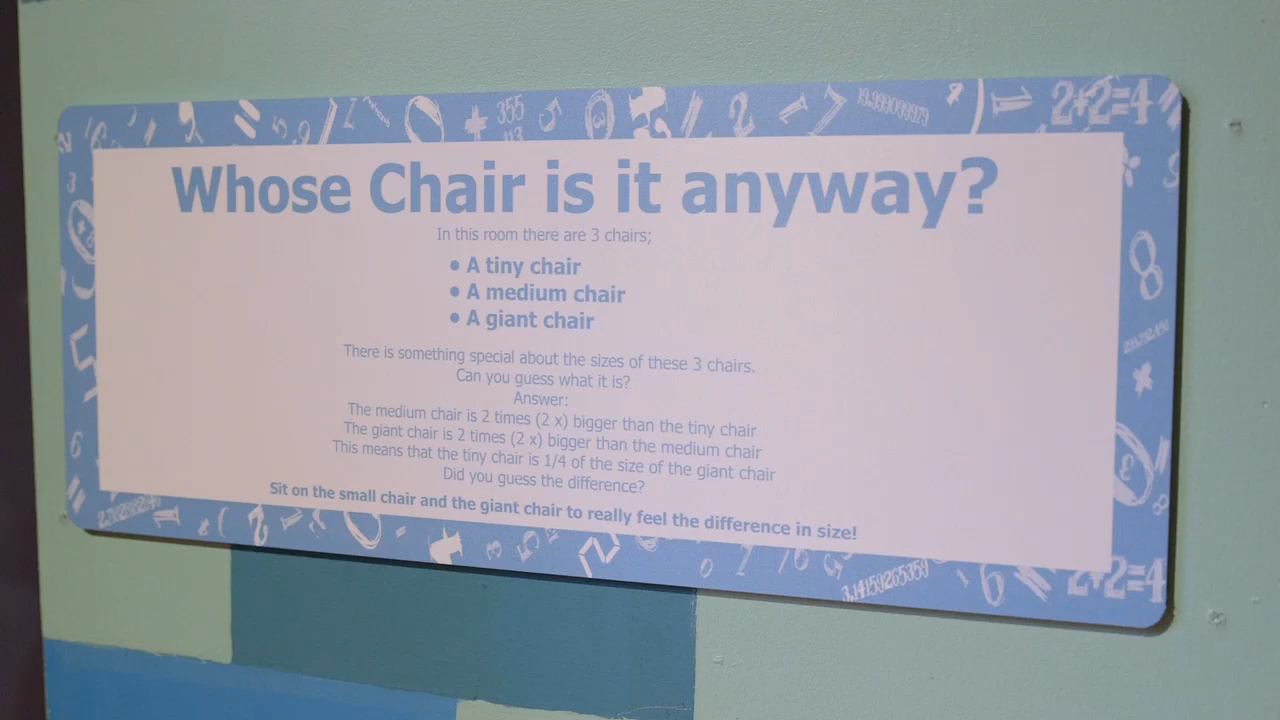 Whose Chair is it anyway?
In this room there are 3 chairs;
• A tiny chair
• A medium chair
• A giant chair
There is something special about the sizes of these 3 chairs.
Can you guess what it is?
Answer:
The medium chair is 2 times (2 x) bigger than the tiny chair
The giant chair is 2 times (2 x) bigger than the medium chair
This means that the tiny chair is 1/4 of the size of the giant chair
Did you guess the difference?
Sit on the small chair and the giant chair to really feel the difference in size!
355
113
2+2=4
8
3.14159265359
2+2=4